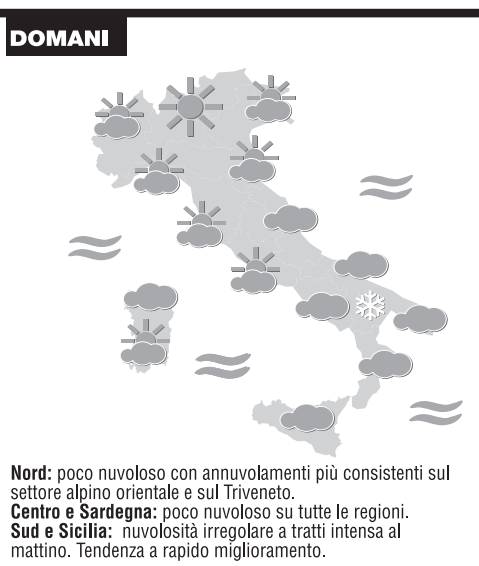 DOMANI
Nord: poco nuvoloso con annuvolamenti più consistenti sul
settore alpino orientale e sul Triveneto.
Centro e Sardegna: poco nuvoloso su tutte le regioni.
Sud e Sicilia: nuvolosità irregolare a tratti intensa al
mattino. Tendenza a rapido miglioramento.